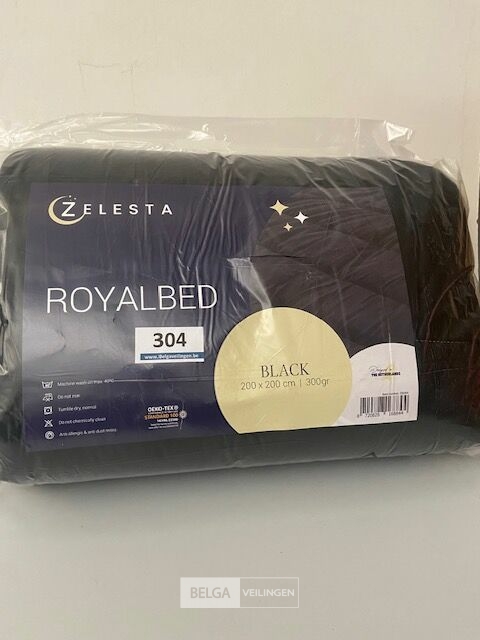 ZELESTA
ROYALBED
304
www.Belgaveilingen.be
BLACK
200 x 200 cm | 300gr
Machine wash on max. 40°C
Do not iron
Tumble dry, normal
Do not chemically clean
Anti allergic & anti dust mites
OEKO-TEX®
STANDARD 100
Designed in
THE NETHERLANDS
BELGA VEILINGEN